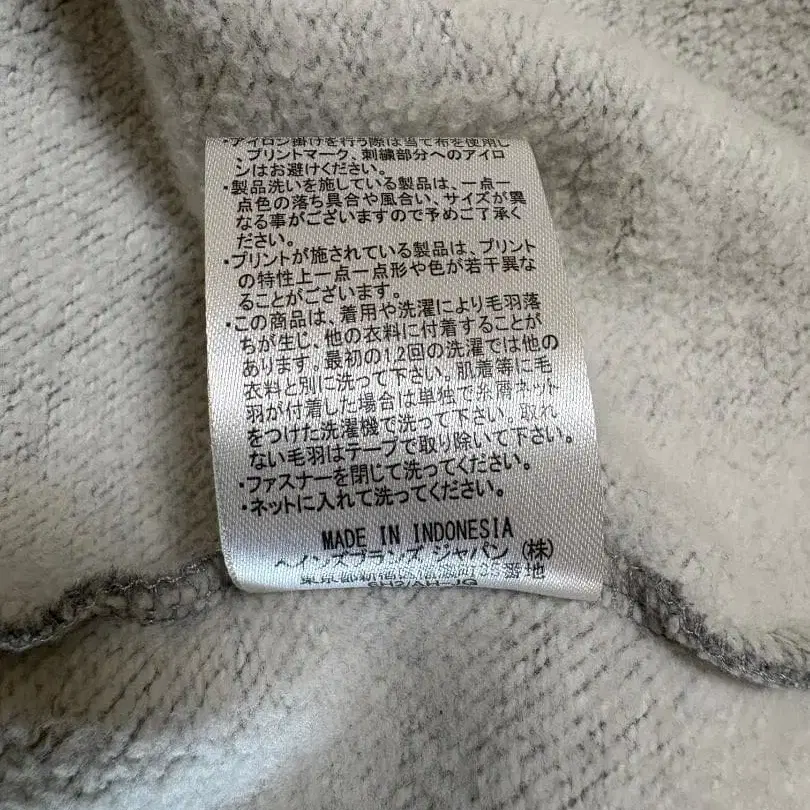 ・アイロン掛けを行う際は当て布を使用し
、プリントマーク、刺繍部分へのアイロ
ンはお避けください。
・製品洗いを施している製品は、一点一
点色の落ち具合や風合い、サイズが異
なる事がございますので予めご了承く
ださい。
・プリントが施されている製品は、プリント
の特性上一点一点形や色が若干異な
ることがございます。
・この商品は、着用や洗濯により毛羽落
ちが生じ、他の衣料に付着することが
あります。最初の1.2回の洗濯では他の
衣料と別に洗って下さい。肌着等に毛
羽が付着した場合は単独で糸屑ネット
をつけた洗濯機で洗って下さい。取れ
ない毛羽はテープで取り除いて下さい。
・ファスナーを閉じて洗ってください。
・ネットに入れて洗ってください。
MADE IN INDONESIA
ヘインズブランズ ジャパン (株)
東京都新宿区 番地